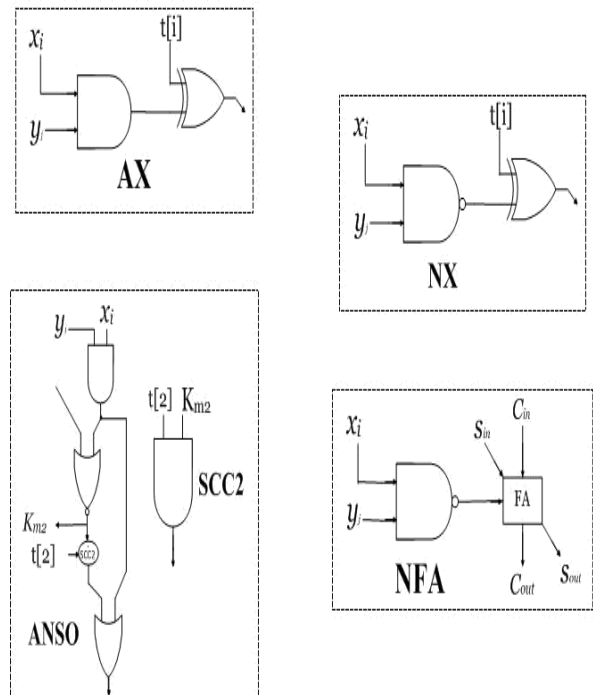 t[i]
xᵢ
yⱼ
AX
t[i]
xᵢ
yⱼ
NX
yⱼ xᵢ
t[2] Kₘ₂
SCC2
Kₘ₂
t[2] SCC2
ANSO
xᵢ
Sᵢₙ Cᵢₙ
yⱼ
FA
NFA
Cₒᵤₜ Sₒᵤₜ